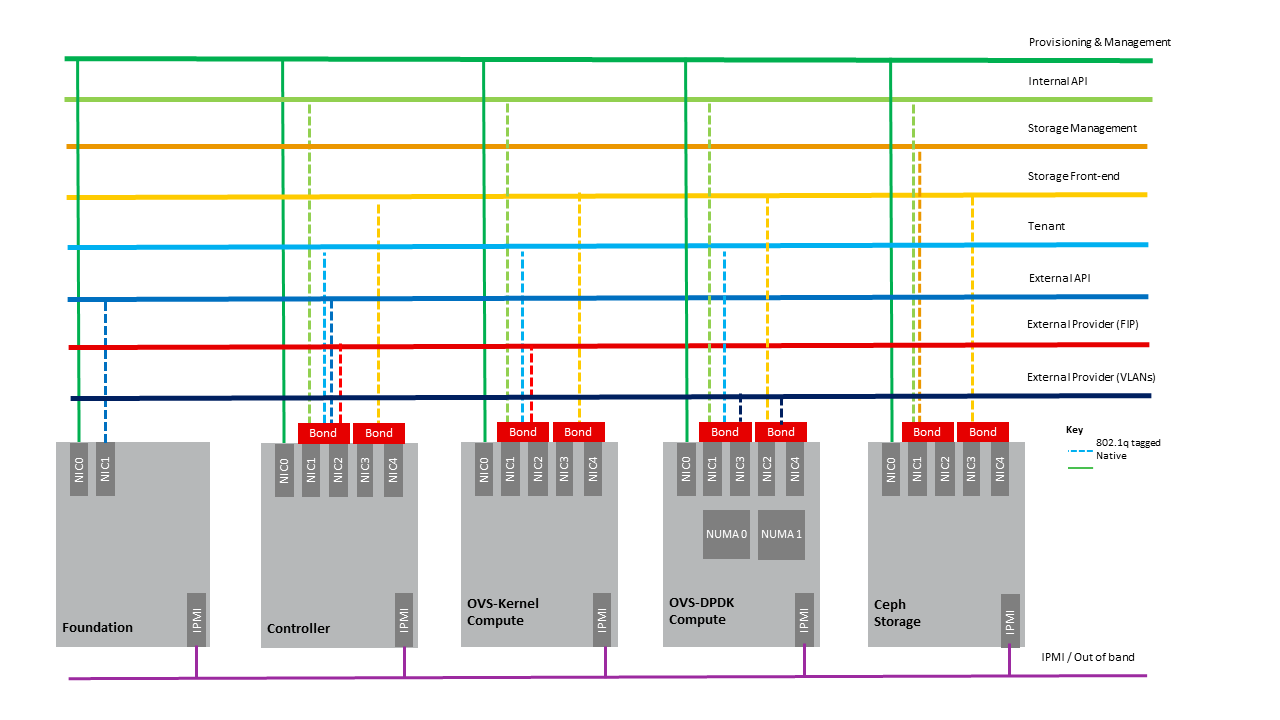 Provisioning & Management
Internal API
Storage Management
Storage Front-end
Tenant
External API
External Provider (FIP)
External Provider (VLANs)
Key
802.1q tagged
Native
Bond
Bond
Bond
Bond
Bond
Bond
Bond
Bond
NIC0
NIC1
NIC0
NIC1
NIC2
NIC3
NIC4
NIC0
NIC1
NIC2
NIC3
NIC4
NIC0
NIC1
NIC3
NIC2
NIC4
NIC0
NIC1
NIC2
NIC3
NIC4
NUMA 0
NUMA 1
Foundation
IPMI
Controller
IPMI
OVS-Kernel
Compute
IPMI
OVS-DPDK
Compute
IPMI
Ceph
Storage
IPMI
IPMI / Out of band